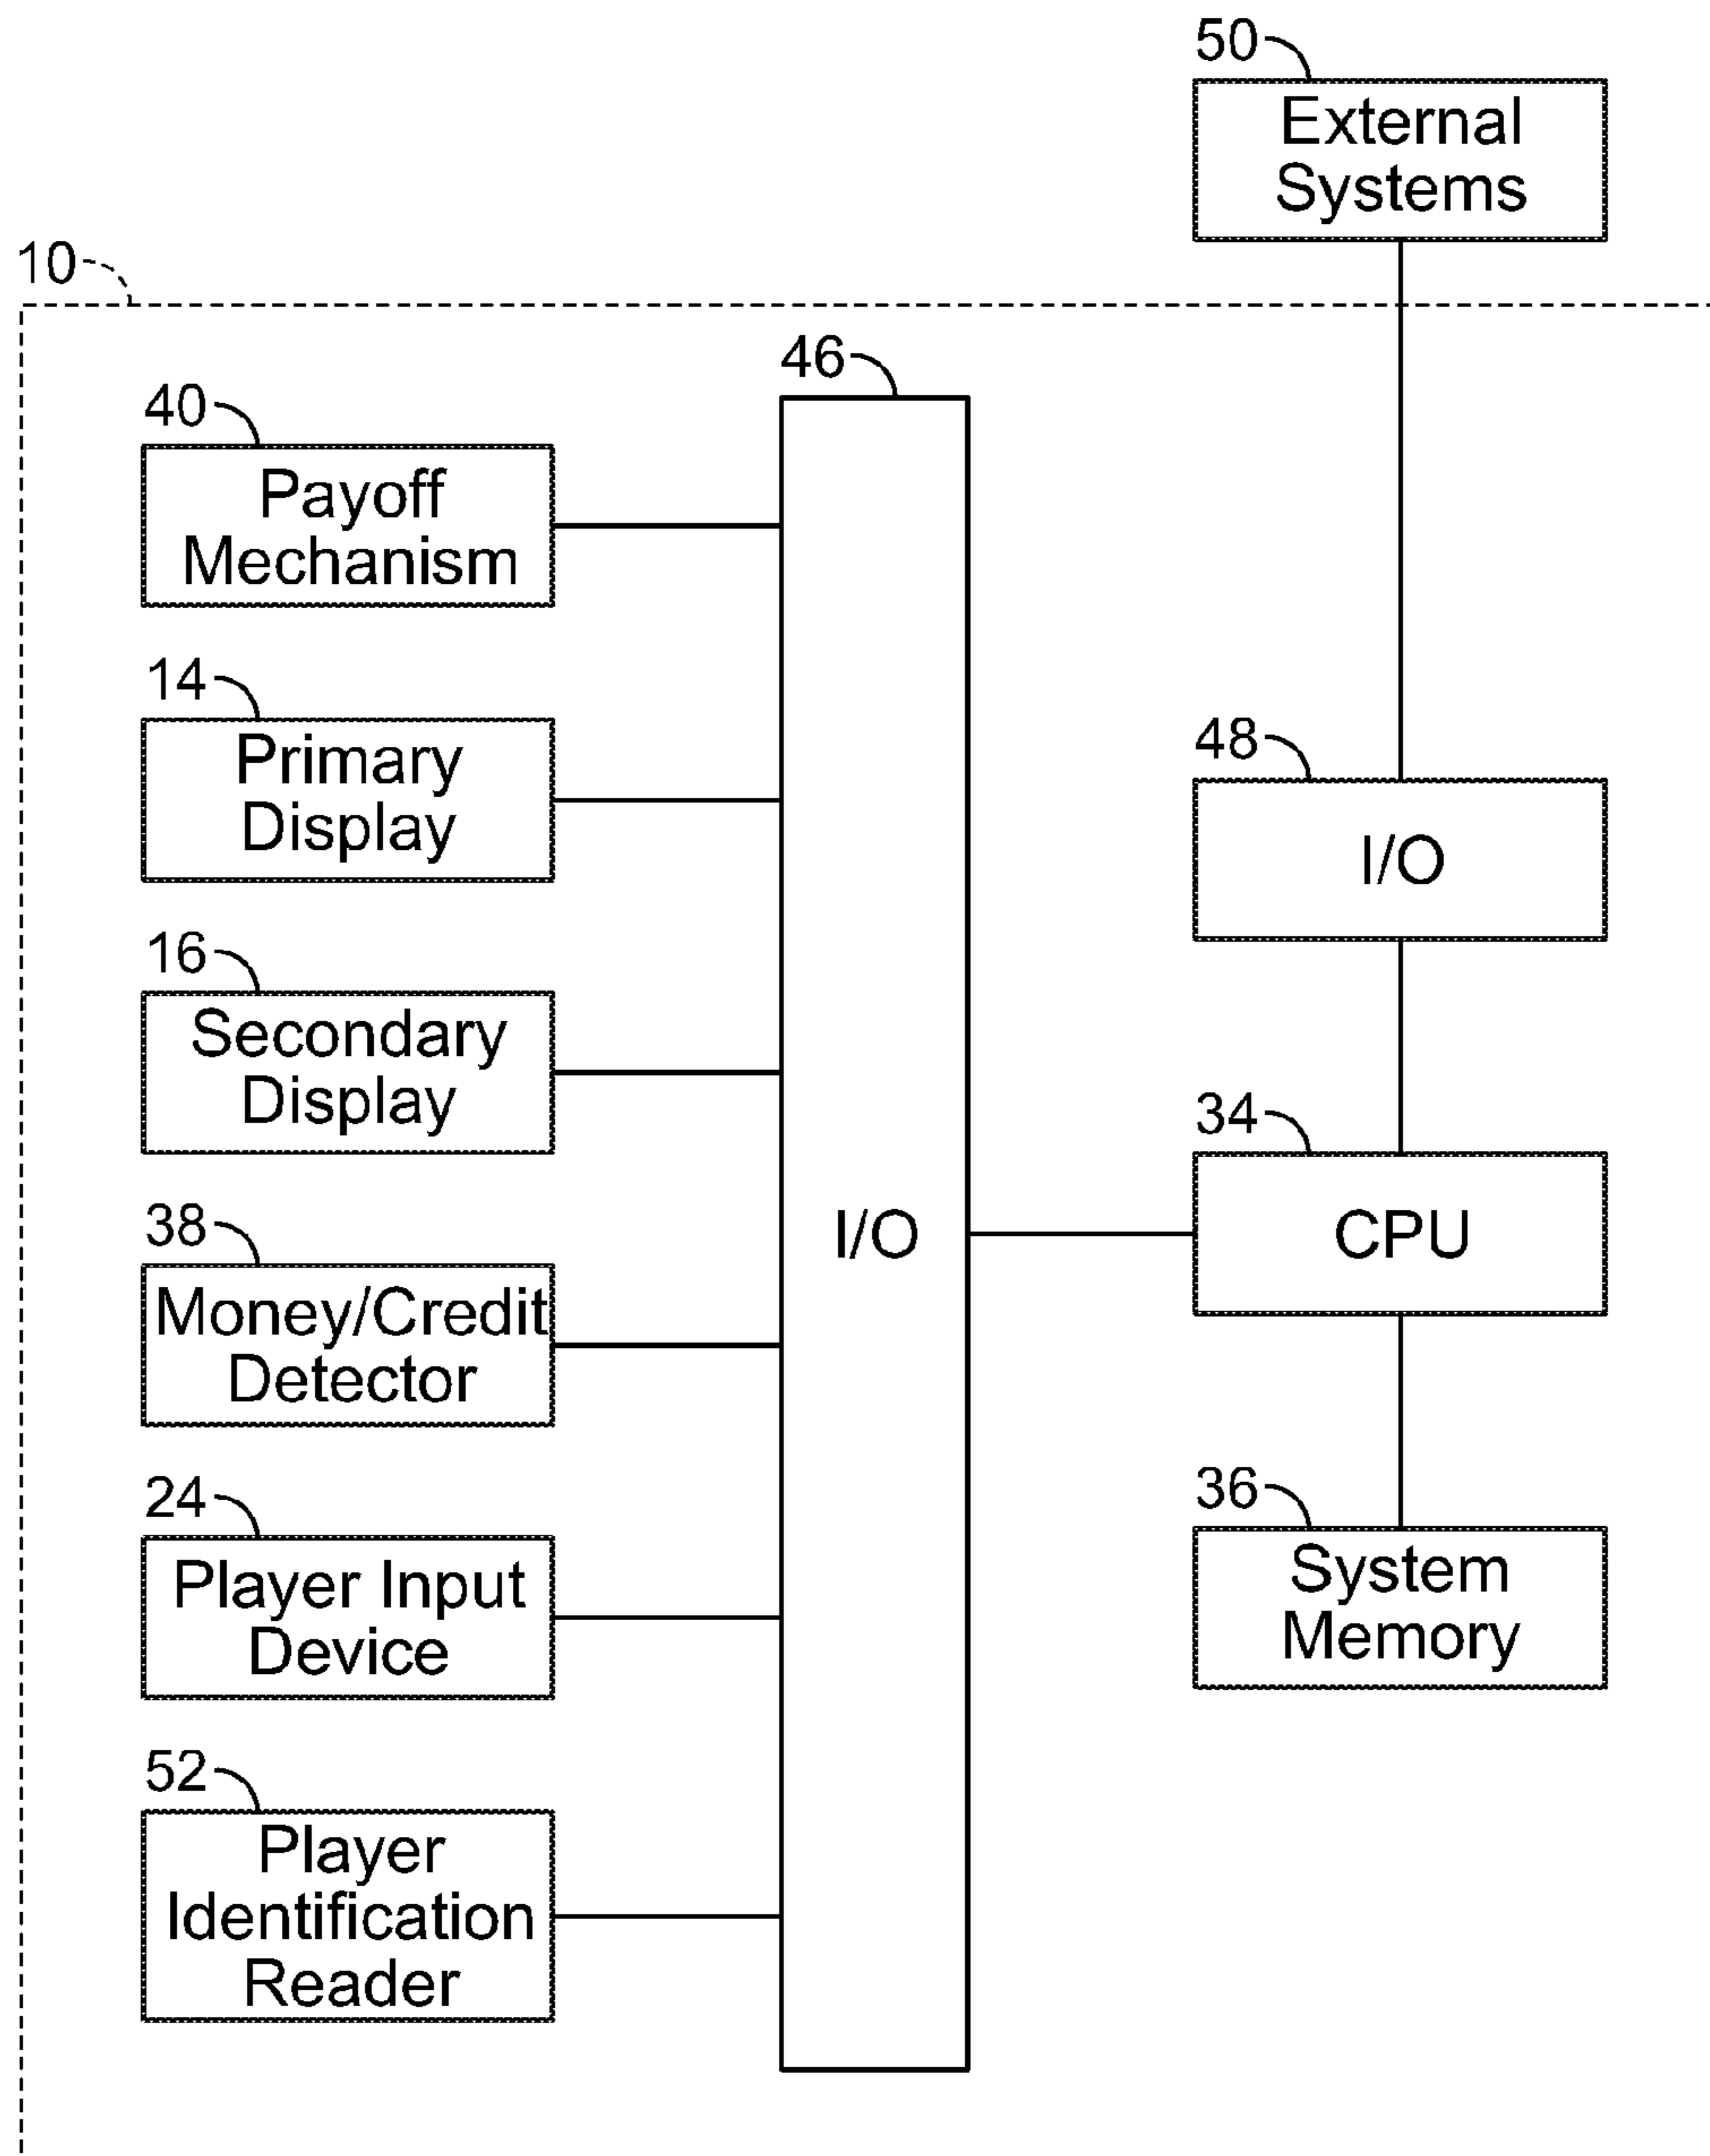 50
External
Systems
10
46
40
Payoff
Mechanism
14
Primary
Display
48
I/O
16
Secondary
Display
34
CPU
I/O
38
Money/Credit
Detector
24
Player Input
Device
36
System
Memory
52
Player
Identification
Reader